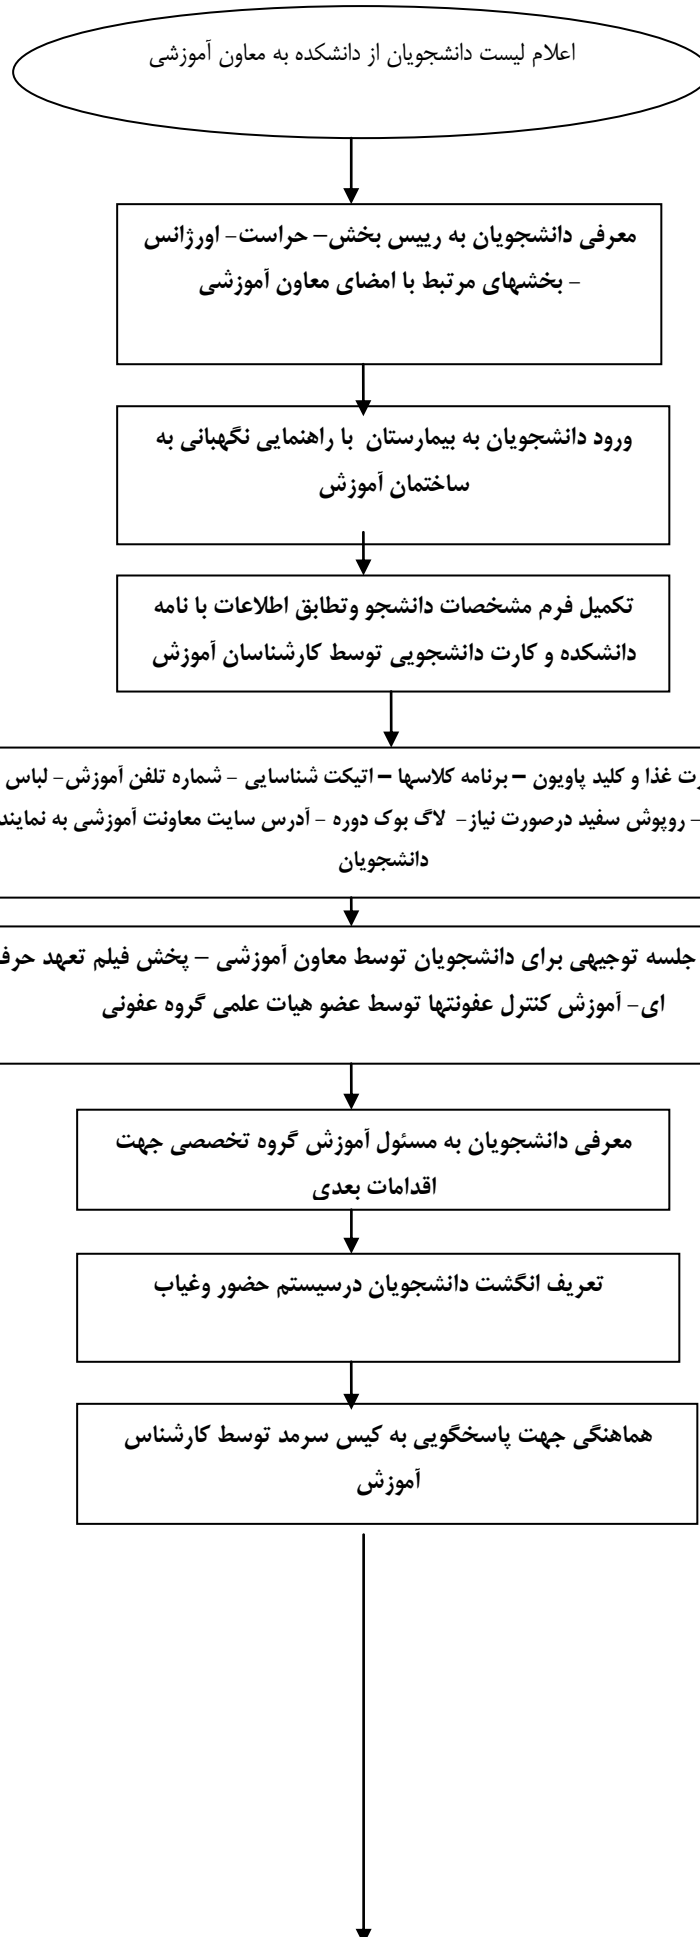 اعلام لیست دانشجویان از دانشکده به معاون آموزشی
معرفی دانشجویان به رییس بخش– حراست- اورژانس
- بخشهای مرتبط با امضای معاون آموزشی
ورود دانشجویان به بیمارستان با راهنمایی نگهبانی به
ساختمان آموزش
تکمیل فرم مشخصات دانشجو وتطابق اطلاعات با نامه
دانشکده و کارت دانشجویی توسط کارشناسان آموزش
غذا و کلید پاویون – برنامه کلاسها – اتیکت شناسایی - شماره تلفن آموزش- لباس
- روپوش سفید درصورت نیاز- لاگ بوک دوره - آدرس سایت معاونت آموزشی به
دانشجویان
جلسه توجیهی برای دانشجویان توسط معاون آموزشی – پخش فیلم تعهد
ای- آموزش کنترل عفونتها توسط عضو هیات علمی گروه عفونی
معرفی دانشجویان به مسئول آموزش گروه تخصصی جهت
اقدامات بعدی
تعریف انگشت دانشجویان درسیستم حضور وغیاب
هماهنگی جهت پاسخگویی به کیس سرمد توسط کارشناس
آموزش